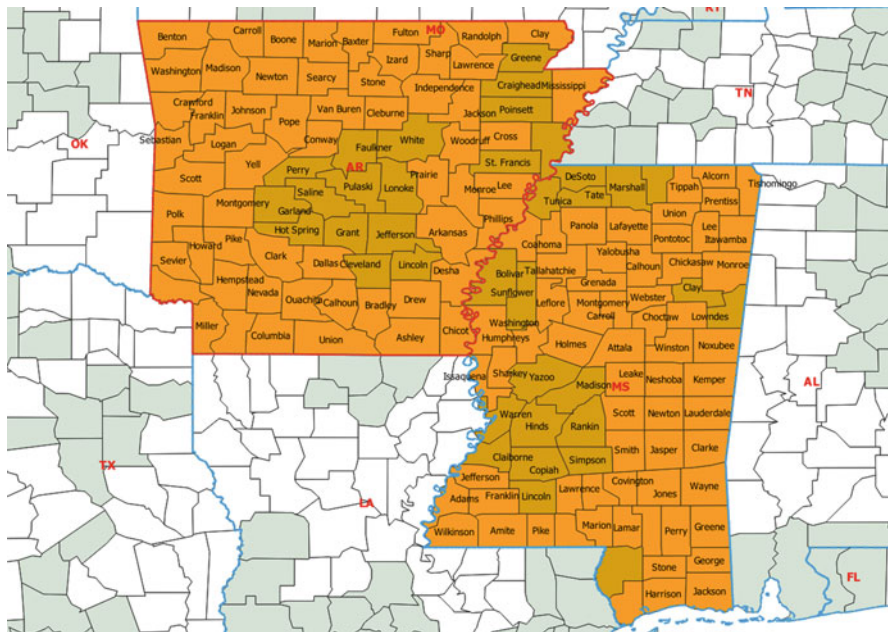 KY
Carroll
MO
Benton
Boone
Marion
Baxter
Fulton
Randolph
Clay
Sharp
Izard
Greene
Washington
Madison
Newton
Searcy
Stone
Lawrence
Independence
Craighead
Mississippi
TN
Crawford
Franklin
Johnson
Van Buren
Cleburne
Jackson
Poinsett
Pope
Sebastian
Logan
Conway
White
Woodruff
Cross
OK
Faulkner
Yell
Perry
AR
Prairie
St. Francis
Scott
Saline
Pulaski
Lonoke
Monroe
Lee
DeSoto
Marshall
Alcorn
Tippah
Tishomingo
Tate
Tunica
Prentiss
Polk
Montgomery
Garland
Phillips
Union
Hot Spring
Grant
Jefferson
Arkansas
Panola
Lafayette
Lee
Pike
Howard
Clark
Coahoma
Pontotoc
Itawamba
Yalobusha
Sevier
Dallas
Cleveland
Lincoln
Desha
Bolivar
Tallahatchie
Calhoun
Chickasaw
Monroe
Hempstead
Nevada
Grenada
Clay
Ouachita
Calhoun
Bradley
Drew
Sunflower
Leflore
Montgomery
Webster
Carroll
Choctaw
Lowndes
Miller
Columbia
Union
Ashley
Chicot
Washington
Humphreys
Holmes
Attala
Winston
Noxubee
Issaquena
Sharkey
Yazoo
Madison
Leake
MS
Neshoba
Kemper
AL
Warren
Hinds
Rankin
Scott
Newton
Lauderdale
Claiborne
Simpson
Smith
Jasper
Clarke
TX
Copiah
Jefferson
Covington
Wayne
LA
Adams
Franklin
Lincoln
Lawrence
Jones
Wilkinson
Amite
Pike
Marion
Lamar
Perry
Greene
George
Stone
FL
Harrison
Jackson